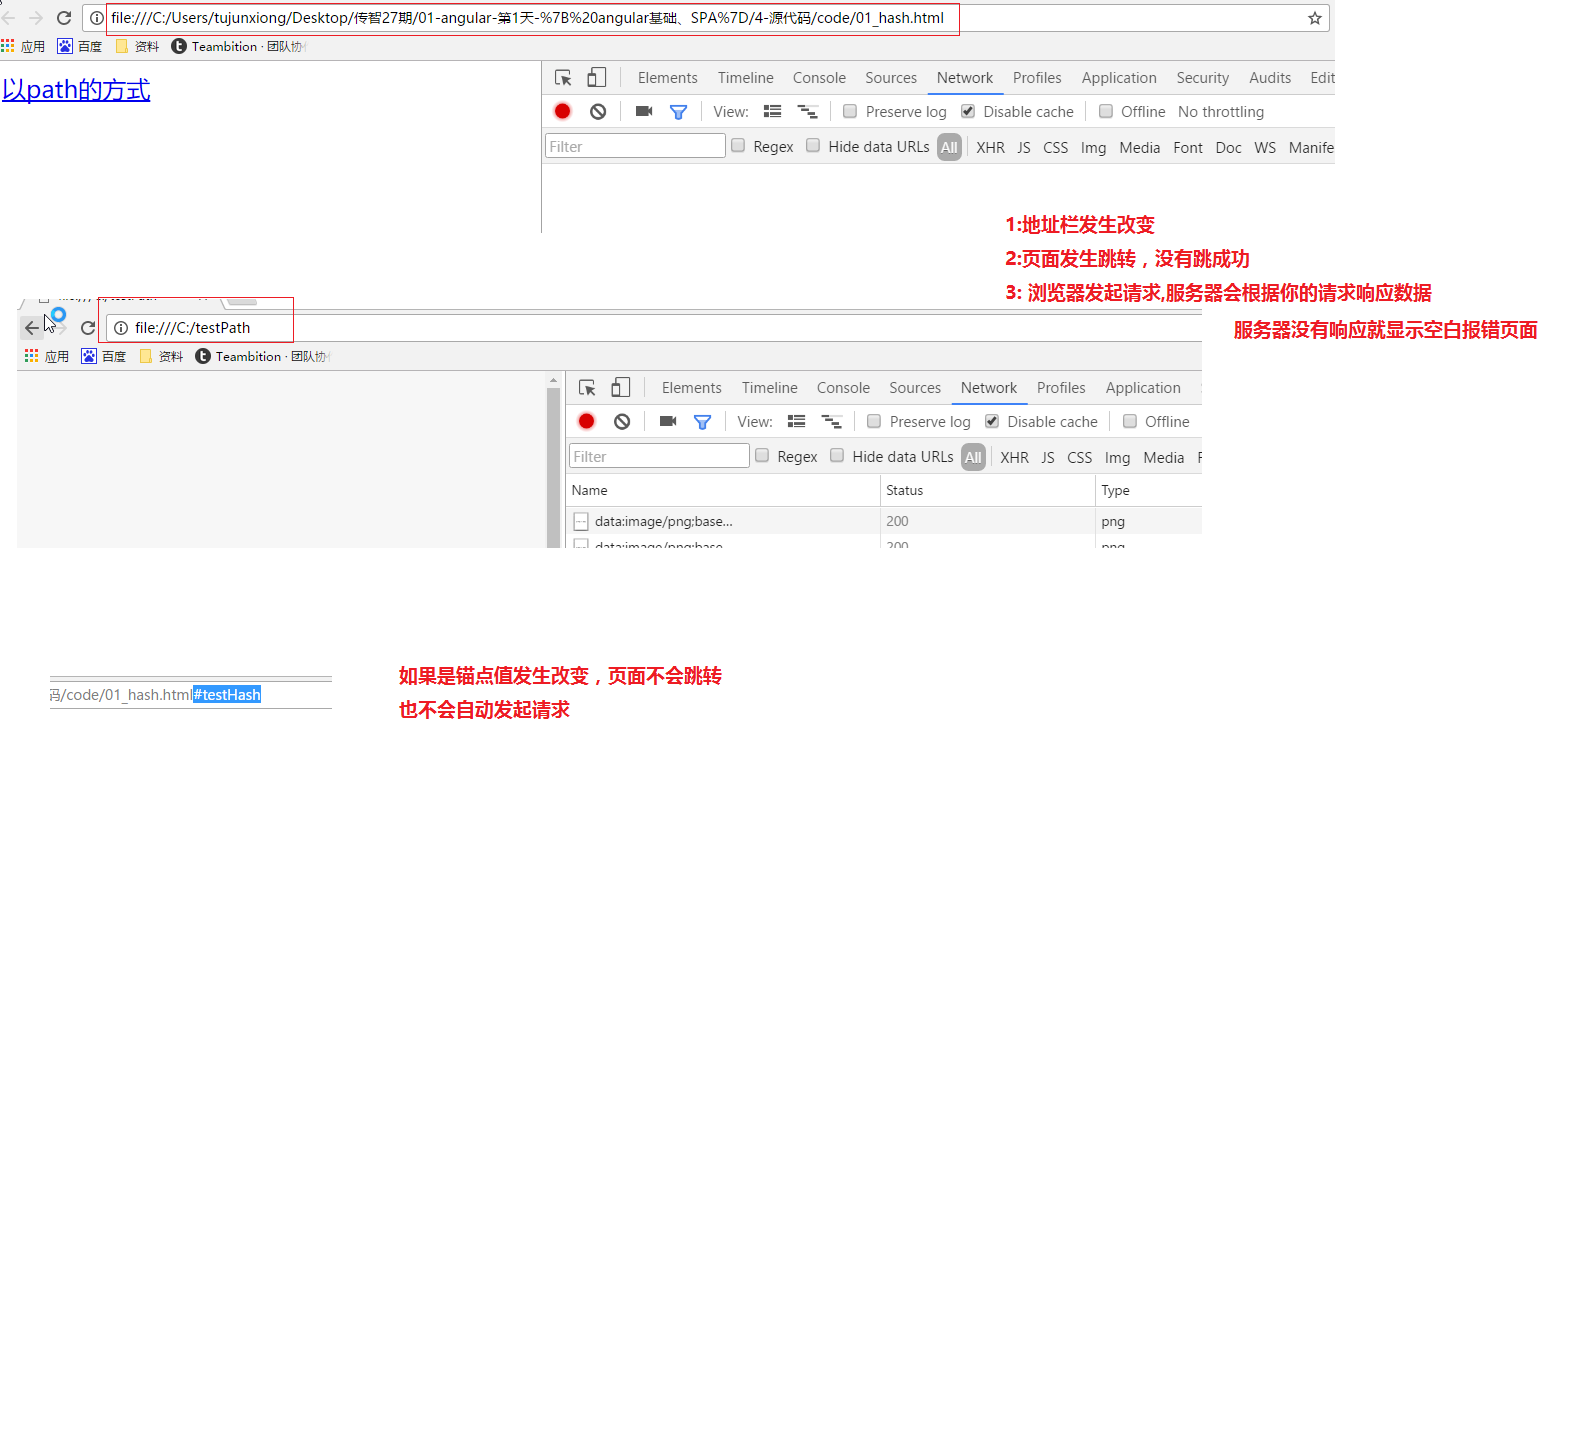 file:///C:/Users/tujunxiong/Desktop/传智27期/01-angular-第1天-%7B%20angular基础、SPA%7D/4-源代码/code/01_hash.html
应用 百度 资料 Teambition · 团队协
以path的方式
Elements Timeline Console Sources Network Profiles Application Security Audits Edit
View: Preserve log Disable cache Offline No throttling
Filter Regex Hide data URLs All XHR JS CSS Img Media Font Doc WS Manife
1:地址栏发生改变
2:页面发生跳转，没有跳成功
3: 浏览器发起请求,服务器会根据你的请求响应数据
服务器没有响应就显示空白报错页面
file:///C:/testPath
应用 百度 资料 Teambition · 团队协
Elements Timeline Console Sources Network Profiles Application
View: Preserve log Disable cache Offline
Filter Regex Hide data URLs All XHR JS CSS Img Media F
Name Status Type
data:image/png;base... 200 png
data:image/png;base... 200 png
如果是锚点值发生改变，页面不会跳转
码/code/01_hash.html#testHash
也不会自动发起请求